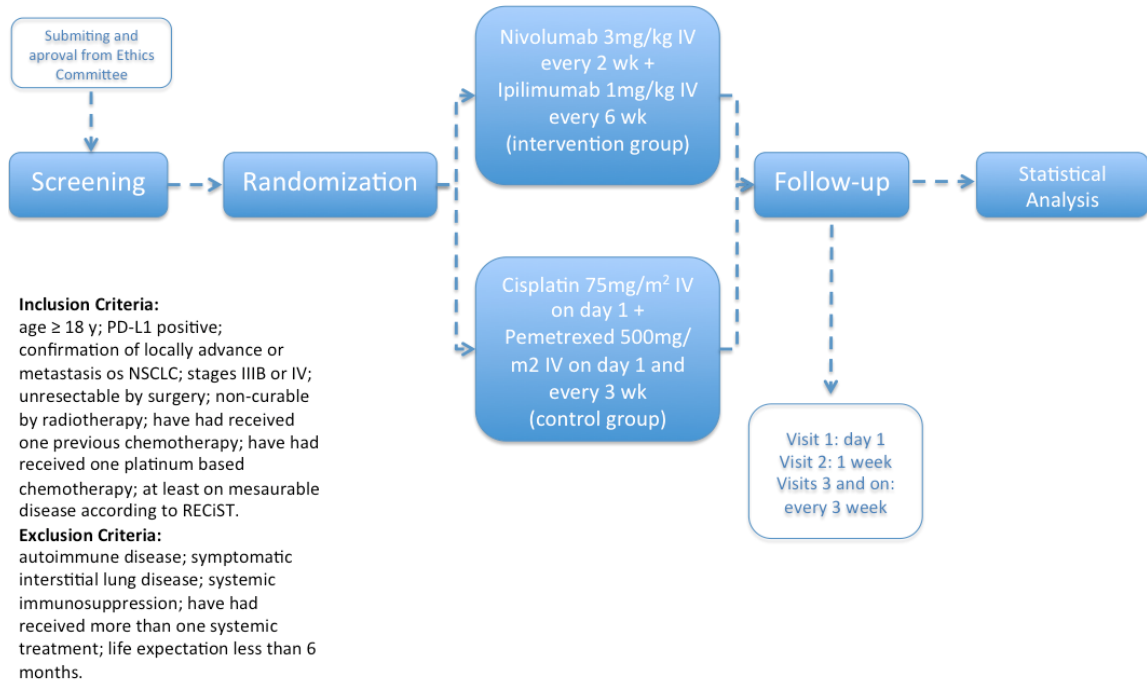 Submiting and
aproval from Ethics
Committee
Screening
Randomization
Nivolumab 3mg/kg IV
every 2 wk +
Ipilimumab 1mg/kg IV
every 6 wk
(intervention group)
Cisplatin 75mg/m² IV
on day 1 +
Pemetrexed 500mg/
m2 IV on day 1 and
every 3 wk
(control group)
Follow-up
Statistical
Analysis
Visit 1: day 1
Visit 2: 1 week
Visits 3 and on:
every 3 week
Inclusion Criteria:
age ≥ 18 y; PD-L1 positive;
confirmation of locally advance or
metastasis os NSCLC; stages IIIB or IV;
unresectable by surgery; non-curable
by radiotherapy; have had received
one previous chemotherapy; have had
received one platinum based
chemotherapy; at least on mesaurable
disease according to RECiST.
Exclusion Criteria:
autoimmune disease; symptomatic
interstitial lung disease; systemic
immunosuppression; have had
received more than one systemic
treatment; life expectation less than 6
months.